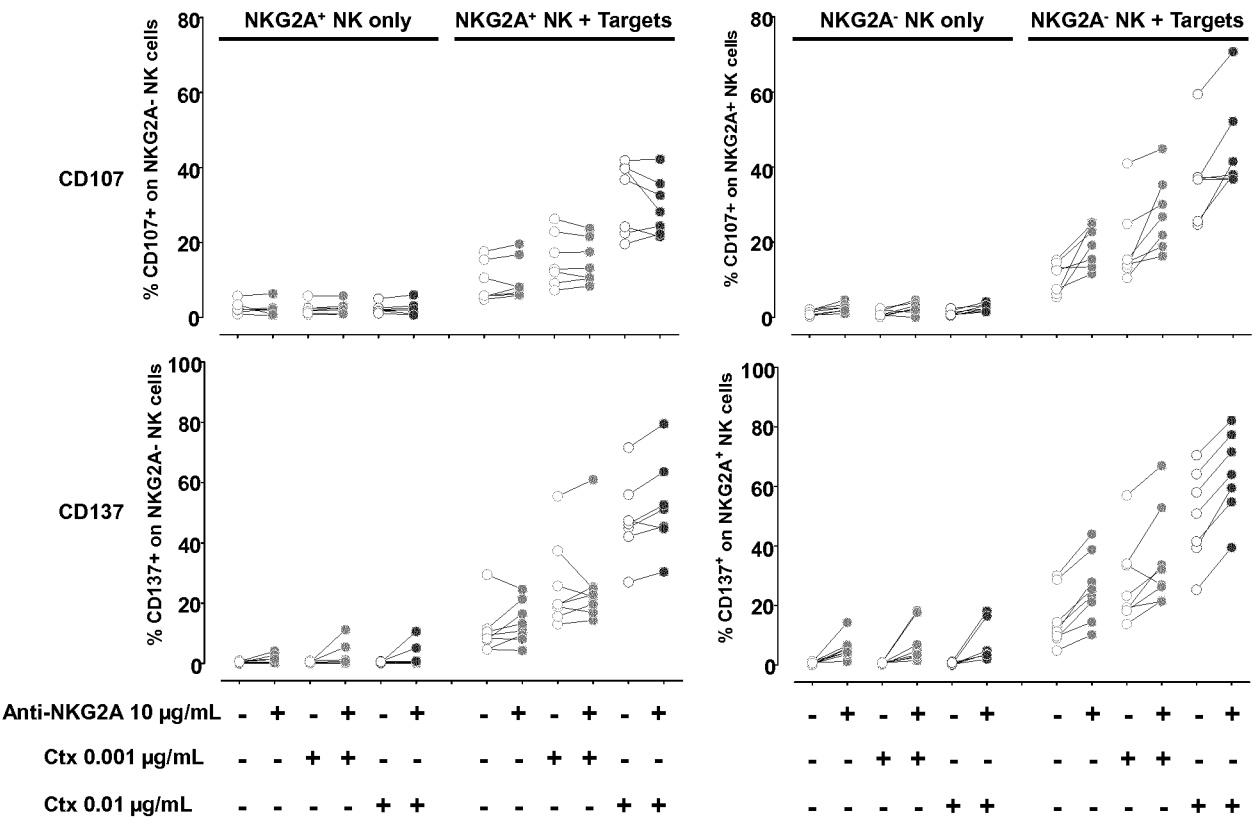 NKG2A⁺ NK only
NKG2A⁺ NK + Targets
NKG2A⁻ NK only
NKG2A⁻ NK + Targets
CD107
% CD107+ on NKG2A- NK cells
80
60
40
20
0
% CD107+ on NKG2A+ NK cells
80
60
40
20
0
CD137
% CD137+ on NKG2A- NK cells
100
80
60
40
20
0
% CD137⁺ on NKG2A⁺ NK cells
100
80
60
40
20
0
Anti-NKG2A 10 µg/mL - + - + - + - + - + - + - + - + - + - + - + - +
Ctx 0.001 µg/mL - - + + - - - - + + - - - - + + - - - - + + - -
Ctx 0.01 µg/mL - - - - + + - - - - + + - - - - + + - - - - + +